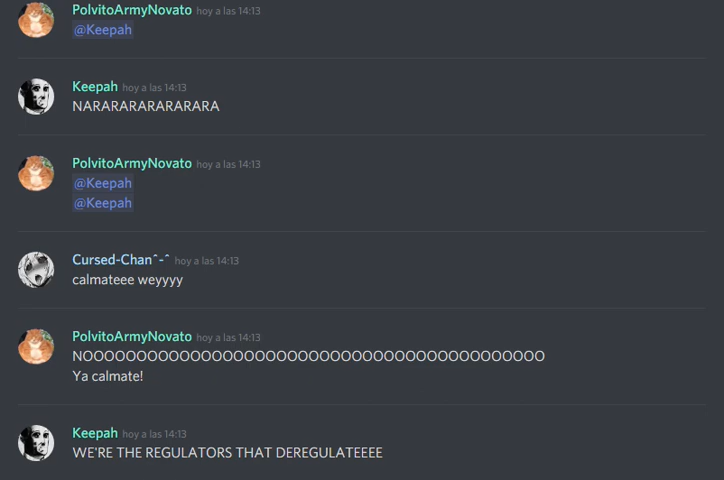 PolvitoArmyNovato hoy a las 14:13
@Keepah
Keepah hoy a las 14:13
NARARARARARARARA
PolvitoArmyNovato hoy a las 14:13
@Keepah
@Keepah
Cursed-Chan^-^ hoy a las 14:13
calmateee weyyyy
PolvitoArmyNovato hoy a las 14:13
NOOOOOOOOOOOOOOOOOOOOOOOOOOOOOOOOOOOOOOOOOOO
Ya calmate!
Keepah hoy a las 14:13
WE'RE THE REGULATORS THAT DEREGULATEEEE